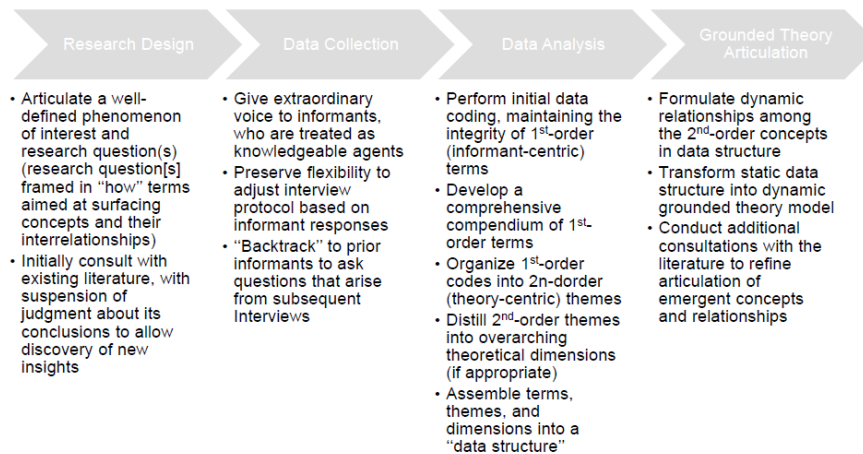 Research Design
Data Collection
Data Analysis
Grounded Theory
Articulation
• Articulate a well-
defined phenomenon
of interest and
research question(s)
(research question[s]
framed in “how” terms
aimed at surfacing
concepts and their
interrelationships)
• Initially consult with
existing literature, with
suspension of
judgment about its
conclusions to allow
discovery of new
insights
• Give extraordinary
voice to informants,
who are treated as
knowledgeable agents
• Preserve flexibility to
adjust interview
protocol based on
informant responses
• “Backtrack” to prior
informants to ask
questions that arise
from subsequent
Interviews
• Perform initial data
coding, maintaining the
integrity of 1st-order
(informant-centric)
terms
• Develop a
comprehensive
compendium of 1st-
order terms
• Organize 1st-order
codes into 2n-dorder
(theory-centric) themes
• Distill 2nd-order themes
into overarching
theoretical dimensions
(if appropriate)
• Assemble terms,
themes, and
dimensions into a
“data structure”
• Formulate dynamic
relationships among
the 2nd-order concepts
in data structure
• Transform static data
structure into dynamic
grounded theory model
• Conduct additional
consultations with the
literature to refine
articulation of
emergent concepts
and relationships